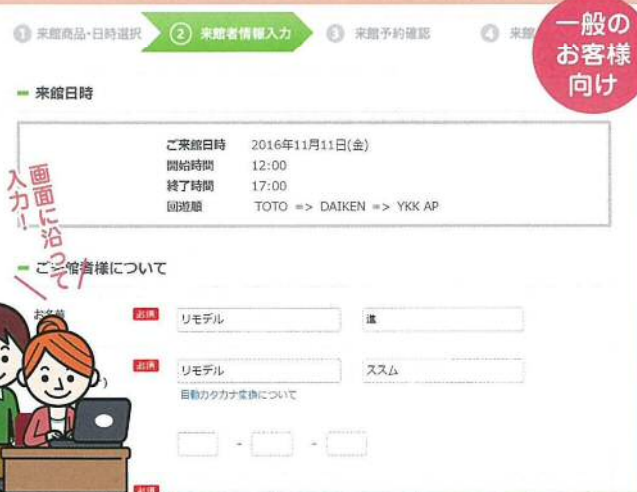 1 来館商品・日時選択
2 来館者情報入力
3 来館予約確認
4 来館
一般の
お客様
向け
来館日時
ご来館日時 2016年11月11日(金)
開始時間 12:00
終了時間 17:00
回遊順 TOTO => DAIKEN => YKK AP
画面に沿って
入力!
ご来館者様について
お名前 必須 リモデル 進
必須 リモデル ススム
)
自動カタカナ変換について
- -
必須